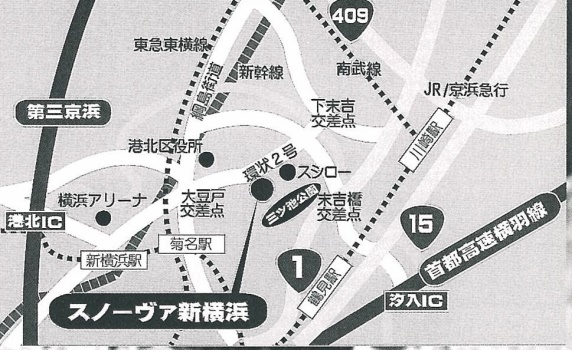 409
東急東横線
綱島街道
新幹線
南武線
JR/京浜急行
第三京浜
下末吉
交差点
川崎駅
港北区役所
環状2号
スシロー
横浜アリーナ
大豆戸
交差点
三ツ池公園
末吉橋
交差点
港北IC
菊名駅
新横浜駅
15
首都高速横羽線
1
鶴見駅
汐入IC
スノーヴァ新横浜